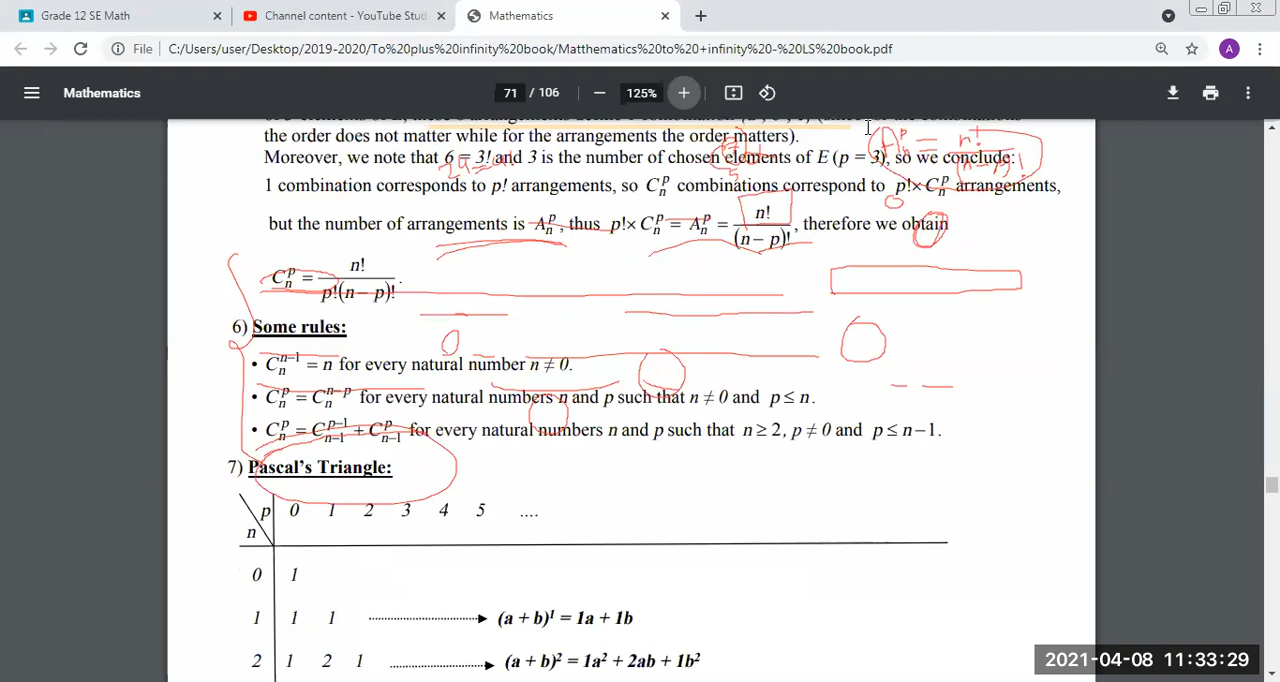 Grade 12 SE Math
Channel content - YouTube Stud
Mathematics
File
C:/Users/user/Desktop/2019-2020/To%20plus%20infinity%20book/Matthematics%20to%20+infinity%20-%20LS%20book.pdf
A
Mathematics
71 / 106
125%
the order does not matter while for the arrangements the order matters).
Moreover, we note that 6 = 3! and 3 is the number of chosen elements of E (p = 3), so we conclude:
1 combination corresponds to p! arrangements, so C_n^p combinations correspond to p!× C_n^p arrangements,
but the number of arrangements is A_n^p, thus p!× C_n^p = A_n^p = n!/(n− p)!, therefore we obtain
C_n^p = n!/p!(n− p)!.
A_n^p = n!/(n-p)!
6) Some rules:
• C_n^{n−1} = n for every natural number n ≠ 0.
• C_n^p = C_n^{n−p} for every natural numbers n and p such that n ≠ 0 and p ≤ n.
• C_n^p = C_{n−1}^{p−1} + C_{n−1}^p for every natural numbers n and p such that n ≥ 2, p ≠ 0 and p ≤ n−1.
7) Pascal's Triangle:
p 0 1 2 3 4 5 ....
n
0 1
1 1 1 (a + b)¹ = 1a + 1b
2 1 2 1 (a + b)² = 1a² + 2ab + 1b²
2021-04-08 11:33:29